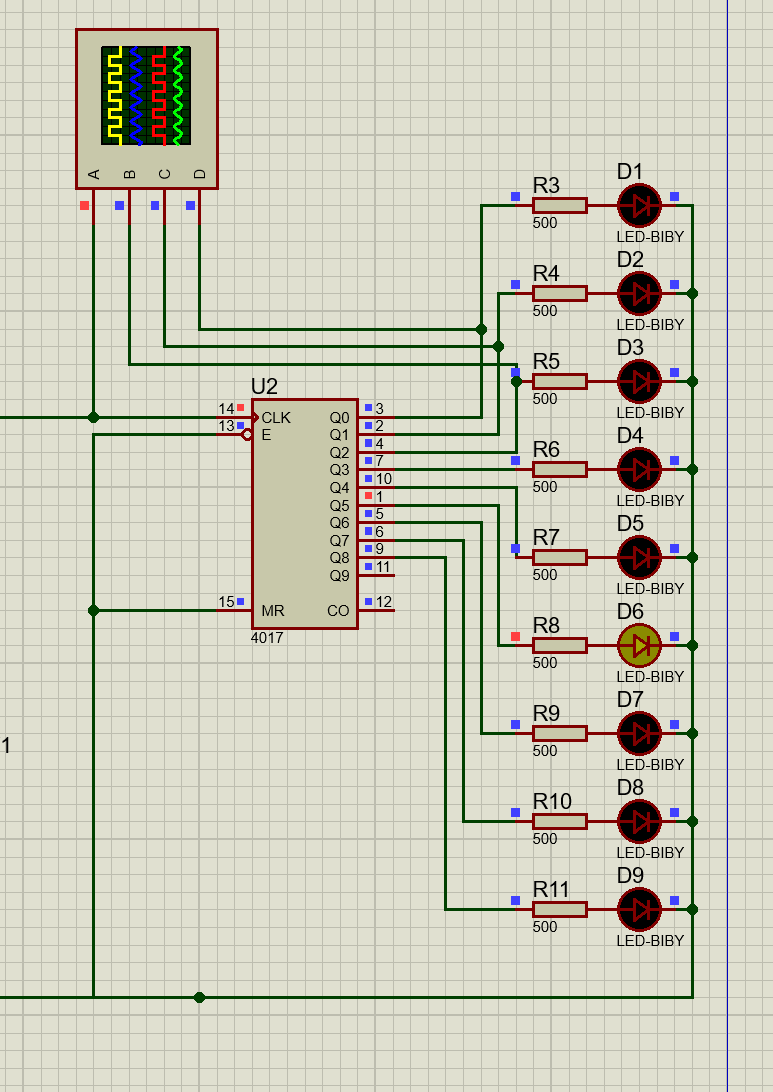 A B C D
R3 D1
500 LED-BIBY
R4 D2
500 LED-BIBY
R5 D3
500 LED-BIBY
U2
14 CLK Q0 3
13 E Q1 2
Q2 4
Q3 7
Q4 10
Q5 1
Q6 5
Q7 6
Q8 9
Q9 11
15 MR CO 12
4017
R6 D4
500 LED-BIBY
R7 D5
500 LED-BIBY
R8 D6
500 LED-BIBY
R9 D7
500 LED-BIBY
1
R10 D8
500 LED-BIBY
R11 D9
500 LED-BIBY